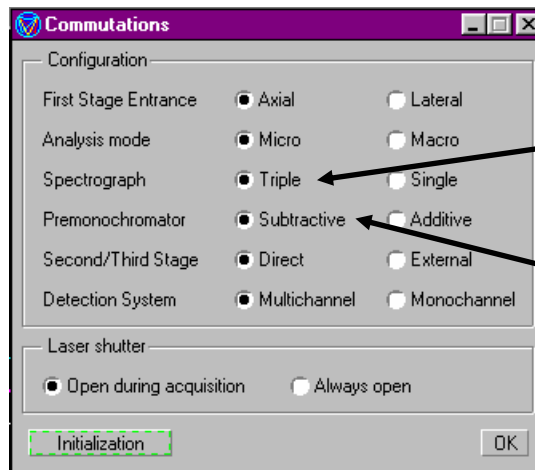 Commutations
Configuration
First Stage Entrance Axial Lateral
Analysis mode Micro Macro
Spectrograph Triple Single
Premonochromator Subtractive Additive
Second/Third Stage Direct External
Detection System Multichannel Monochannel
Laser shutter
Open during acquisition Always open
Initialization OK